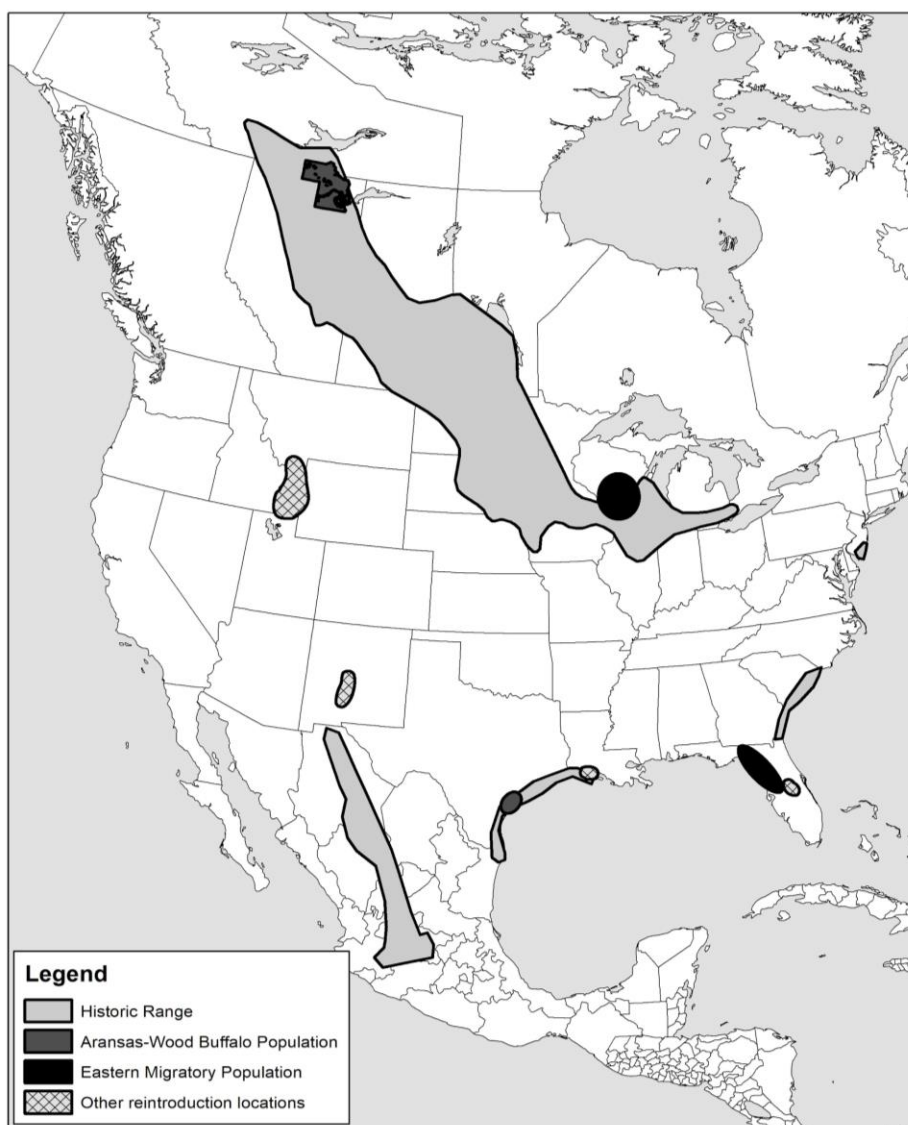 Legend
Historic Range
Aransas-Wood Buffalo Population
Eastern Migratory Population
Other reintroduction locations